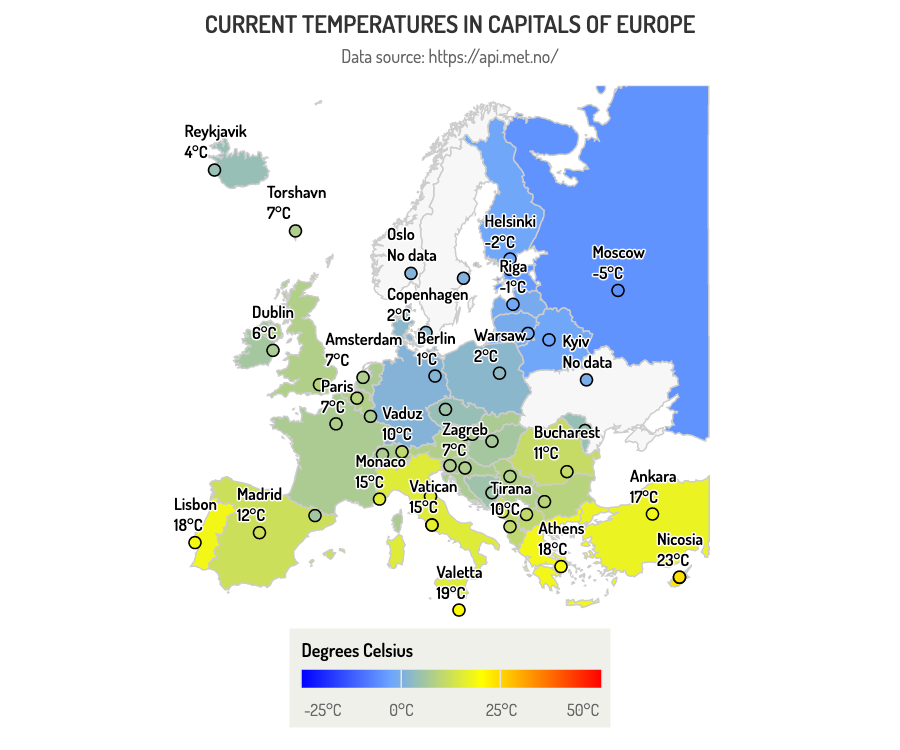 CURRENT TEMPERATURES IN CAPITALS OF EUROPE
Data source: https://api.met.no/
Reykjavik
4°C
Torshavn
7°C
Oslo
No data
Helsinki
-2°C
Riga
-1°C
Moscow
-5°C
Copenhagen
2°C
Dublin
6°C
Amsterdam
7°C
Berlin
1°C
Warsaw
2°C
Kyiv
No data
Paris
7°C
Vaduz
10°C
Zagreb
7°C
Bucharest
11°C
Monaco
15°C
Vatican
15°C
Tirana
10°C
Ankara
17°C
Lisbon
18°C
Madrid
12°C
Athens
18°C
Nicosia
23°C
Valetta
19°C
Degrees Celsius
-25°C 0°C 25°C 50°C